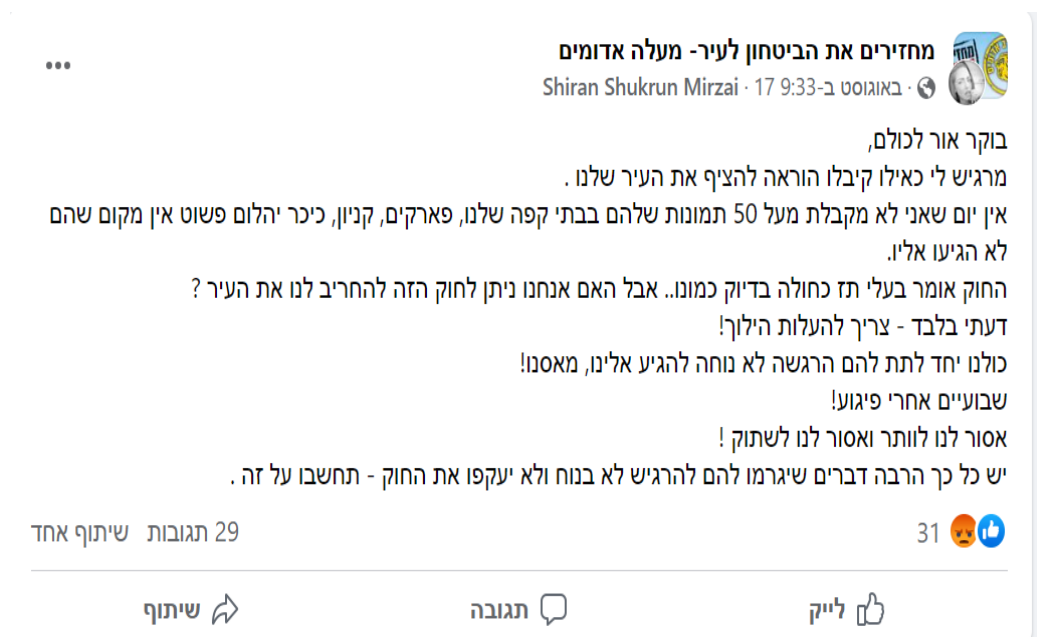 מחזירים את הביטחון לעיר- מעלה אדומים
Shiran Shukrun Mirzai · 17 באוגוסט ב-9:33 ·
בוקר אור לכולם,
מרגיש לי כאילו קיבלו הוראה להציף את העיר שלנו .
אין יום שאני לא מקבלת מעל 50 תמונות שלהם בבתי קפה שלנו, פארקים, קניון, כיכר יהלום פשוט אין מקום שהם
לא הגיעו אליו.
החוק אומר בעלי תז כחולה בדיוק כמונו.. אבל האם אנחנו ניתן לחוק הזה להחריב לנו את העיר ?
דעתי בלבד - צריך להעלות הילוך!
כולנו יחד לתת להם הרגשה לא נוחה להגיע אלינו, מאסנו!
שבועיים אחרי פיגוע!
אסור לנו לוותר ואסור לנו לשתוק !
יש כל כך הרבה דברים שיגרמו להם להרגיש לא בנוח ולא יעקפו את החוק - תחשבו על זה .
31
29 תגובות שיתוף אחד
לייק
תגובה
שיתוף